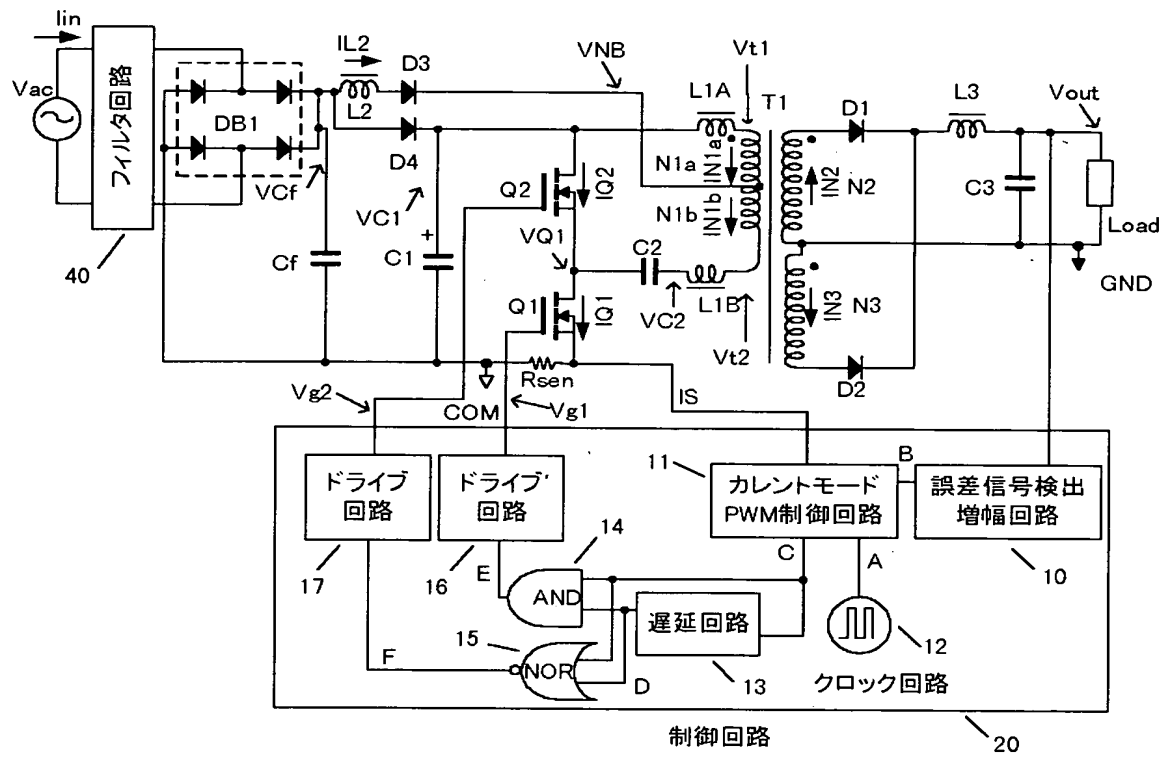 Iin
Vac
フィルタ回路
40
DB1
VCf
Cf
IL2
L2
D3
D4
VC1
C1
+
Q2
IQ2
VQ1
Q1
IQ1
Rsen
COM
VNB
C2
VC2
L1A
L1B
Vt1
Vt2
T1
N1a
IN1a
N1b
IN1b
IN2
N2
IN3
N3
D1
D2
L3
C3
Vout
Load
GND
Vg2
Vg1
IS
ドライブ
回路
17
ドライブ
回路
16
11
カレントモード
PWM制御回路
B
誤差信号検出
増幅回路
10
C
A
E
14
AND
遅延回路
13
12
クロック回路
15
NOR
F
D
20
制御回路